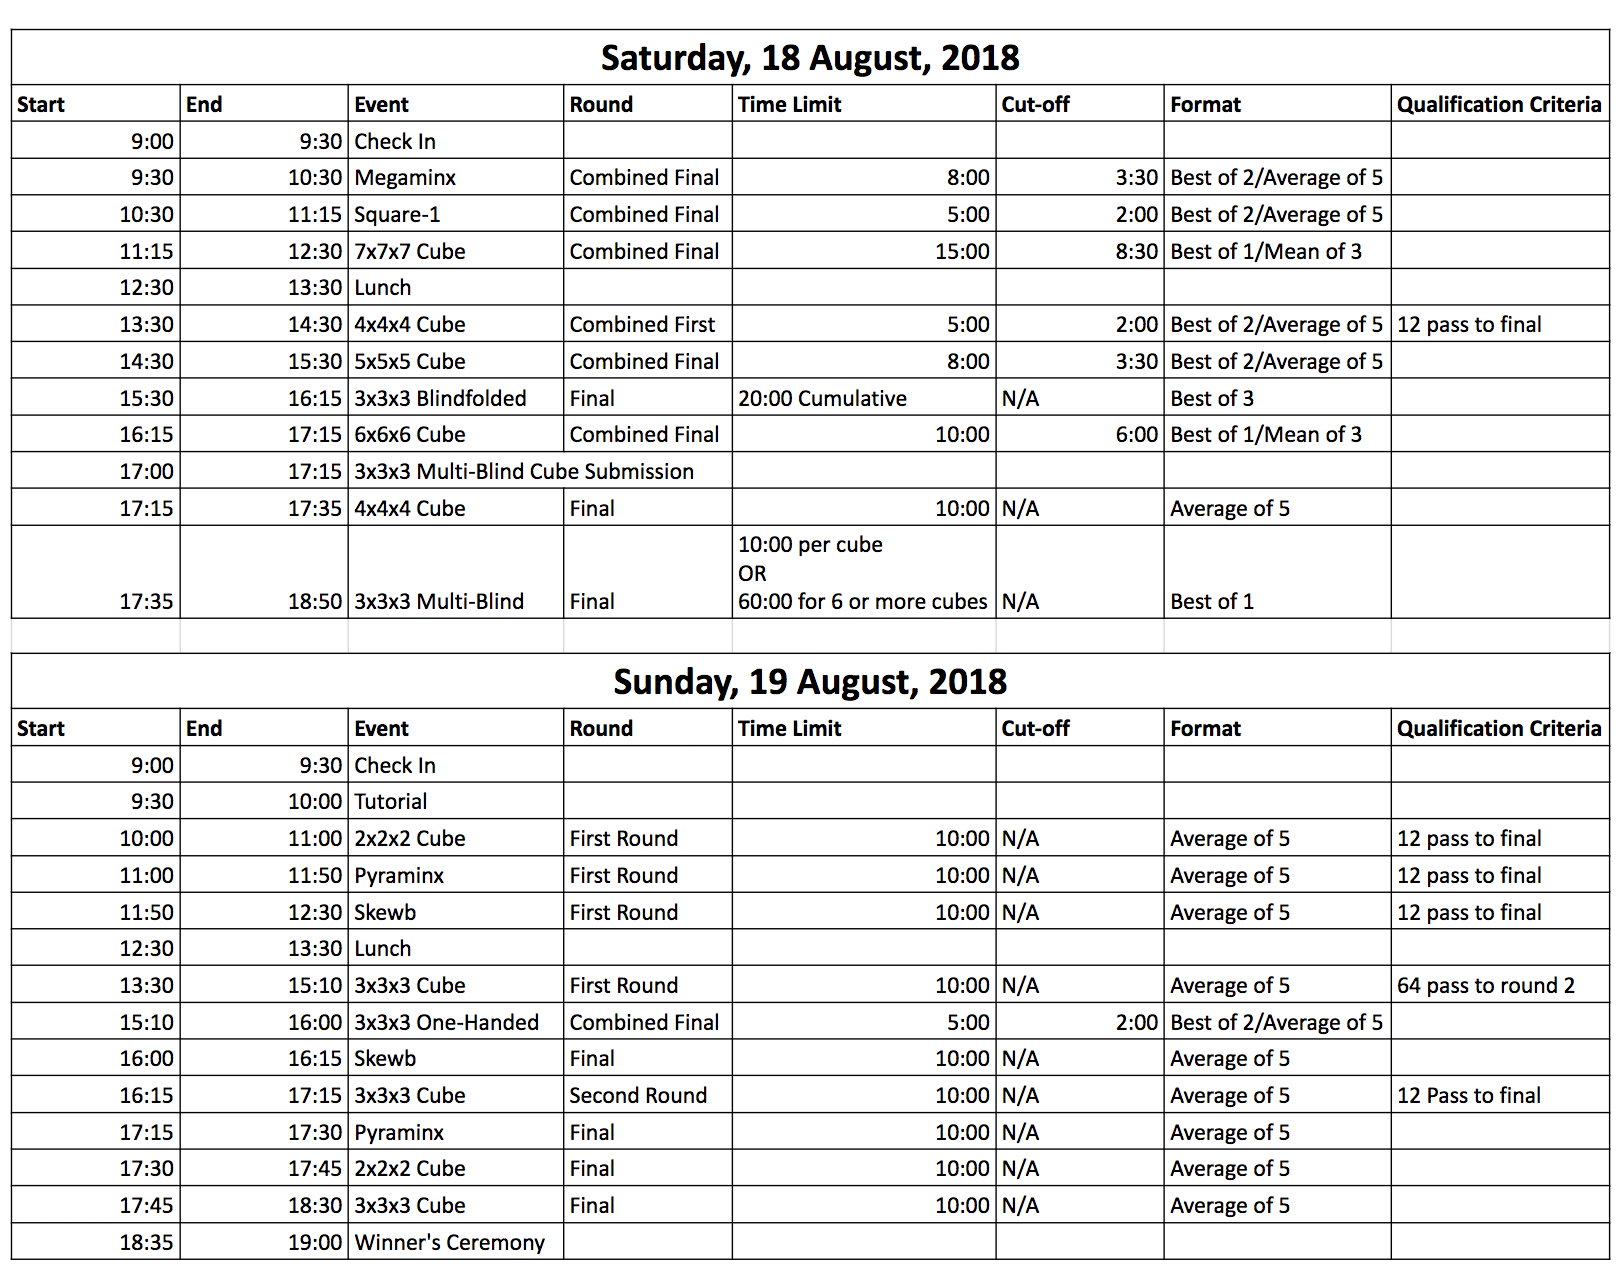 Saturday, 18 August, 2018
Start End Event Round Time Limit Cut-off Format Qualification Criteria
9:00 9:30 Check In
9:30 10:30 Megaminx Combined Final 8:00 3:30 Best of 2/Average of 5
10:30 11:15 Square-1 Combined Final 5:00 2:00 Best of 2/Average of 5
11:15 12:30 7x7x7 Cube Combined Final 15:00 8:30 Best of 1/Mean of 3
12:30 13:30 Lunch
13:30 14:30 4x4x4 Cube Combined First 5:00 2:00 Best of 2/Average of 5 12 pass to final
14:30 15:30 5x5x5 Cube Combined Final 8:00 3:30 Best of 2/Average of 5
15:30 16:15 3x3x3 Blindfolded Final 20:00 Cumulative N/A Best of 3
16:15 17:15 6x6x6 Cube Combined Final 10:00 6:00 Best of 1/Mean of 3
17:00 17:15 3x3x3 Multi-Blind Cube Submission
17:15 17:35 4x4x4 Cube Final 10:00 N/A Average of 5
10:00 per cube
OR
17:35 18:50 3x3x3 Multi-Blind Final 60:00 for 6 or more cubes N/A Best of 1
Sunday, 19 August, 2018
Start End Event Round Time Limit Cut-off Format Qualification Criteria
9:00 9:30 Check In
9:30 10:00 Tutorial
10:00 11:00 2x2x2 Cube First Round 10:00 N/A Average of 5 12 pass to final
11:00 11:50 Pyraminx First Round 10:00 N/A Average of 5 12 pass to final
11:50 12:30 Skewb First Round 10:00 N/A Average of 5 12 pass to final
12:30 13:30 Lunch
13:30 15:10 3x3x3 Cube First Round 10:00 N/A Average of 5 64 pass to round 2
15:10 16:00 3x3x3 One-Handed Combined Final 5:00 2:00 Best of 2/Average of 5
16:00 16:15 Skewb Final 10:00 N/A Average of 5
16:15 17:15 3x3x3 Cube Second Round 10:00 N/A Average of 5 12 Pass to final
17:15 17:30 Pyraminx Final 10:00 N/A Average of 5
17:30 17:45 2x2x2 Cube Final 10:00 N/A Average of 5
17:45 18:30 3x3x3 Cube Final 10:00 N/A Average of 5
18:35 19:00 Winner's Ceremony